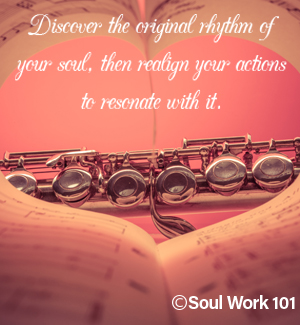 Discover the original rhythm of
your soul, then realign your actions
to resonate with it.
©Soul Work 101